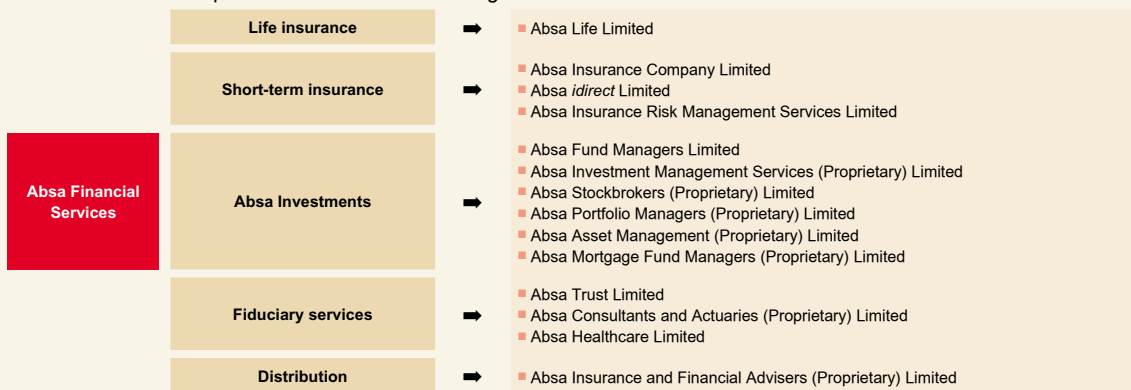 Life insurance
Absa Life Limited
Short-term insurance
Absa Insurance Company Limited
Absa idirect Limited
Absa Insurance Risk Management Services Limited
Absa Financial
Services
Absa Investments
Absa Fund Managers Limited
Absa Investment Management Services (Proprietary) Limited
Absa Stockbrokers (Proprietary) Limited
Absa Portfolio Managers (Proprietary) Limited
Absa Asset Management (Proprietary) Limited
Absa Mortgage Fund Managers (Proprietary) Limited
Fiduciary services
Absa Trust Limited
Absa Consultants and Actuaries (Proprietary) Limited
Absa Healthcare Limited
Distribution
Absa Insurance and Financial Advisers (Proprietary) Limited